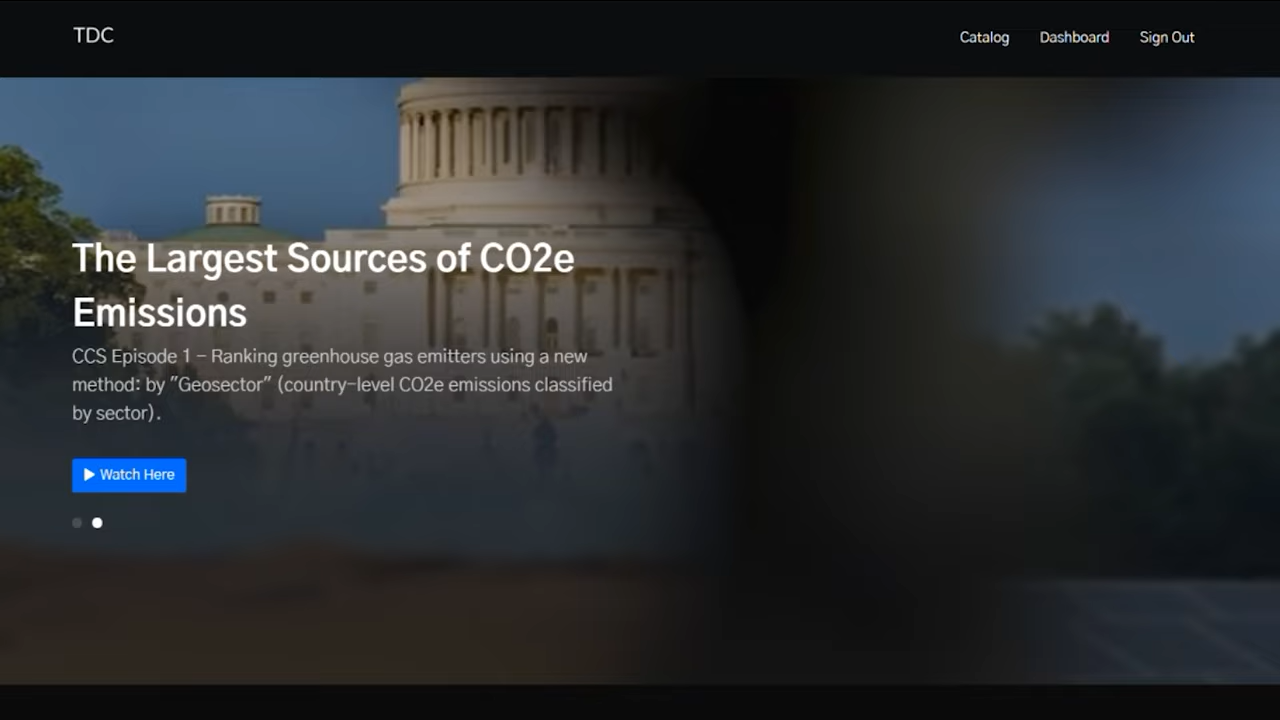 TDC
Catalog
Dashboard
Sign Out
The Largest Sources of CO2e
Emissions
CCS Episode 1 – Ranking greenhouse gas emitters using a new
method: by "Geosector" (country-level CO2e emissions classified
by sector).
Watch Here